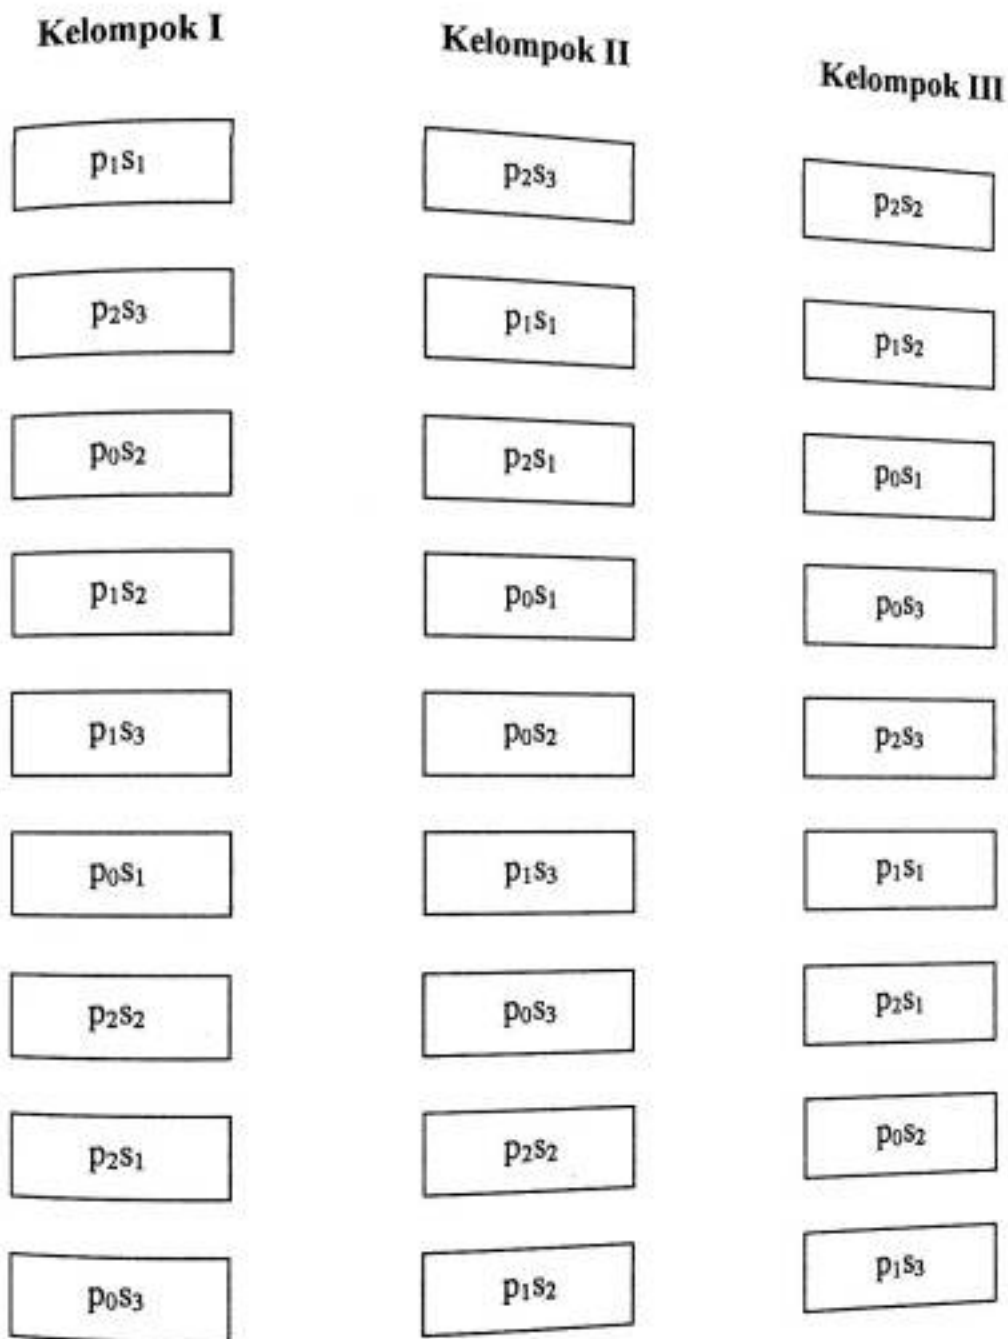 Kelompok I Kelompok II Kelompok III
p₁s₁ p₂s₃ p₂s₂
p₂s₃ p₁s₁ p₁s₂
p₀s₂ p₂s₁ p₀s₁
p₁s₂ p₀s₁ p₀s₃
p₁s₃ p₀s₂ p₂s₃
p₀s₁ p₁s₃ p₁s₁
p₂s₂ p₀s₃ p₂s₁
p₂s₁ p₂s₂ p₀s₂
p₀s₃ p₁s₂ p₁s₃